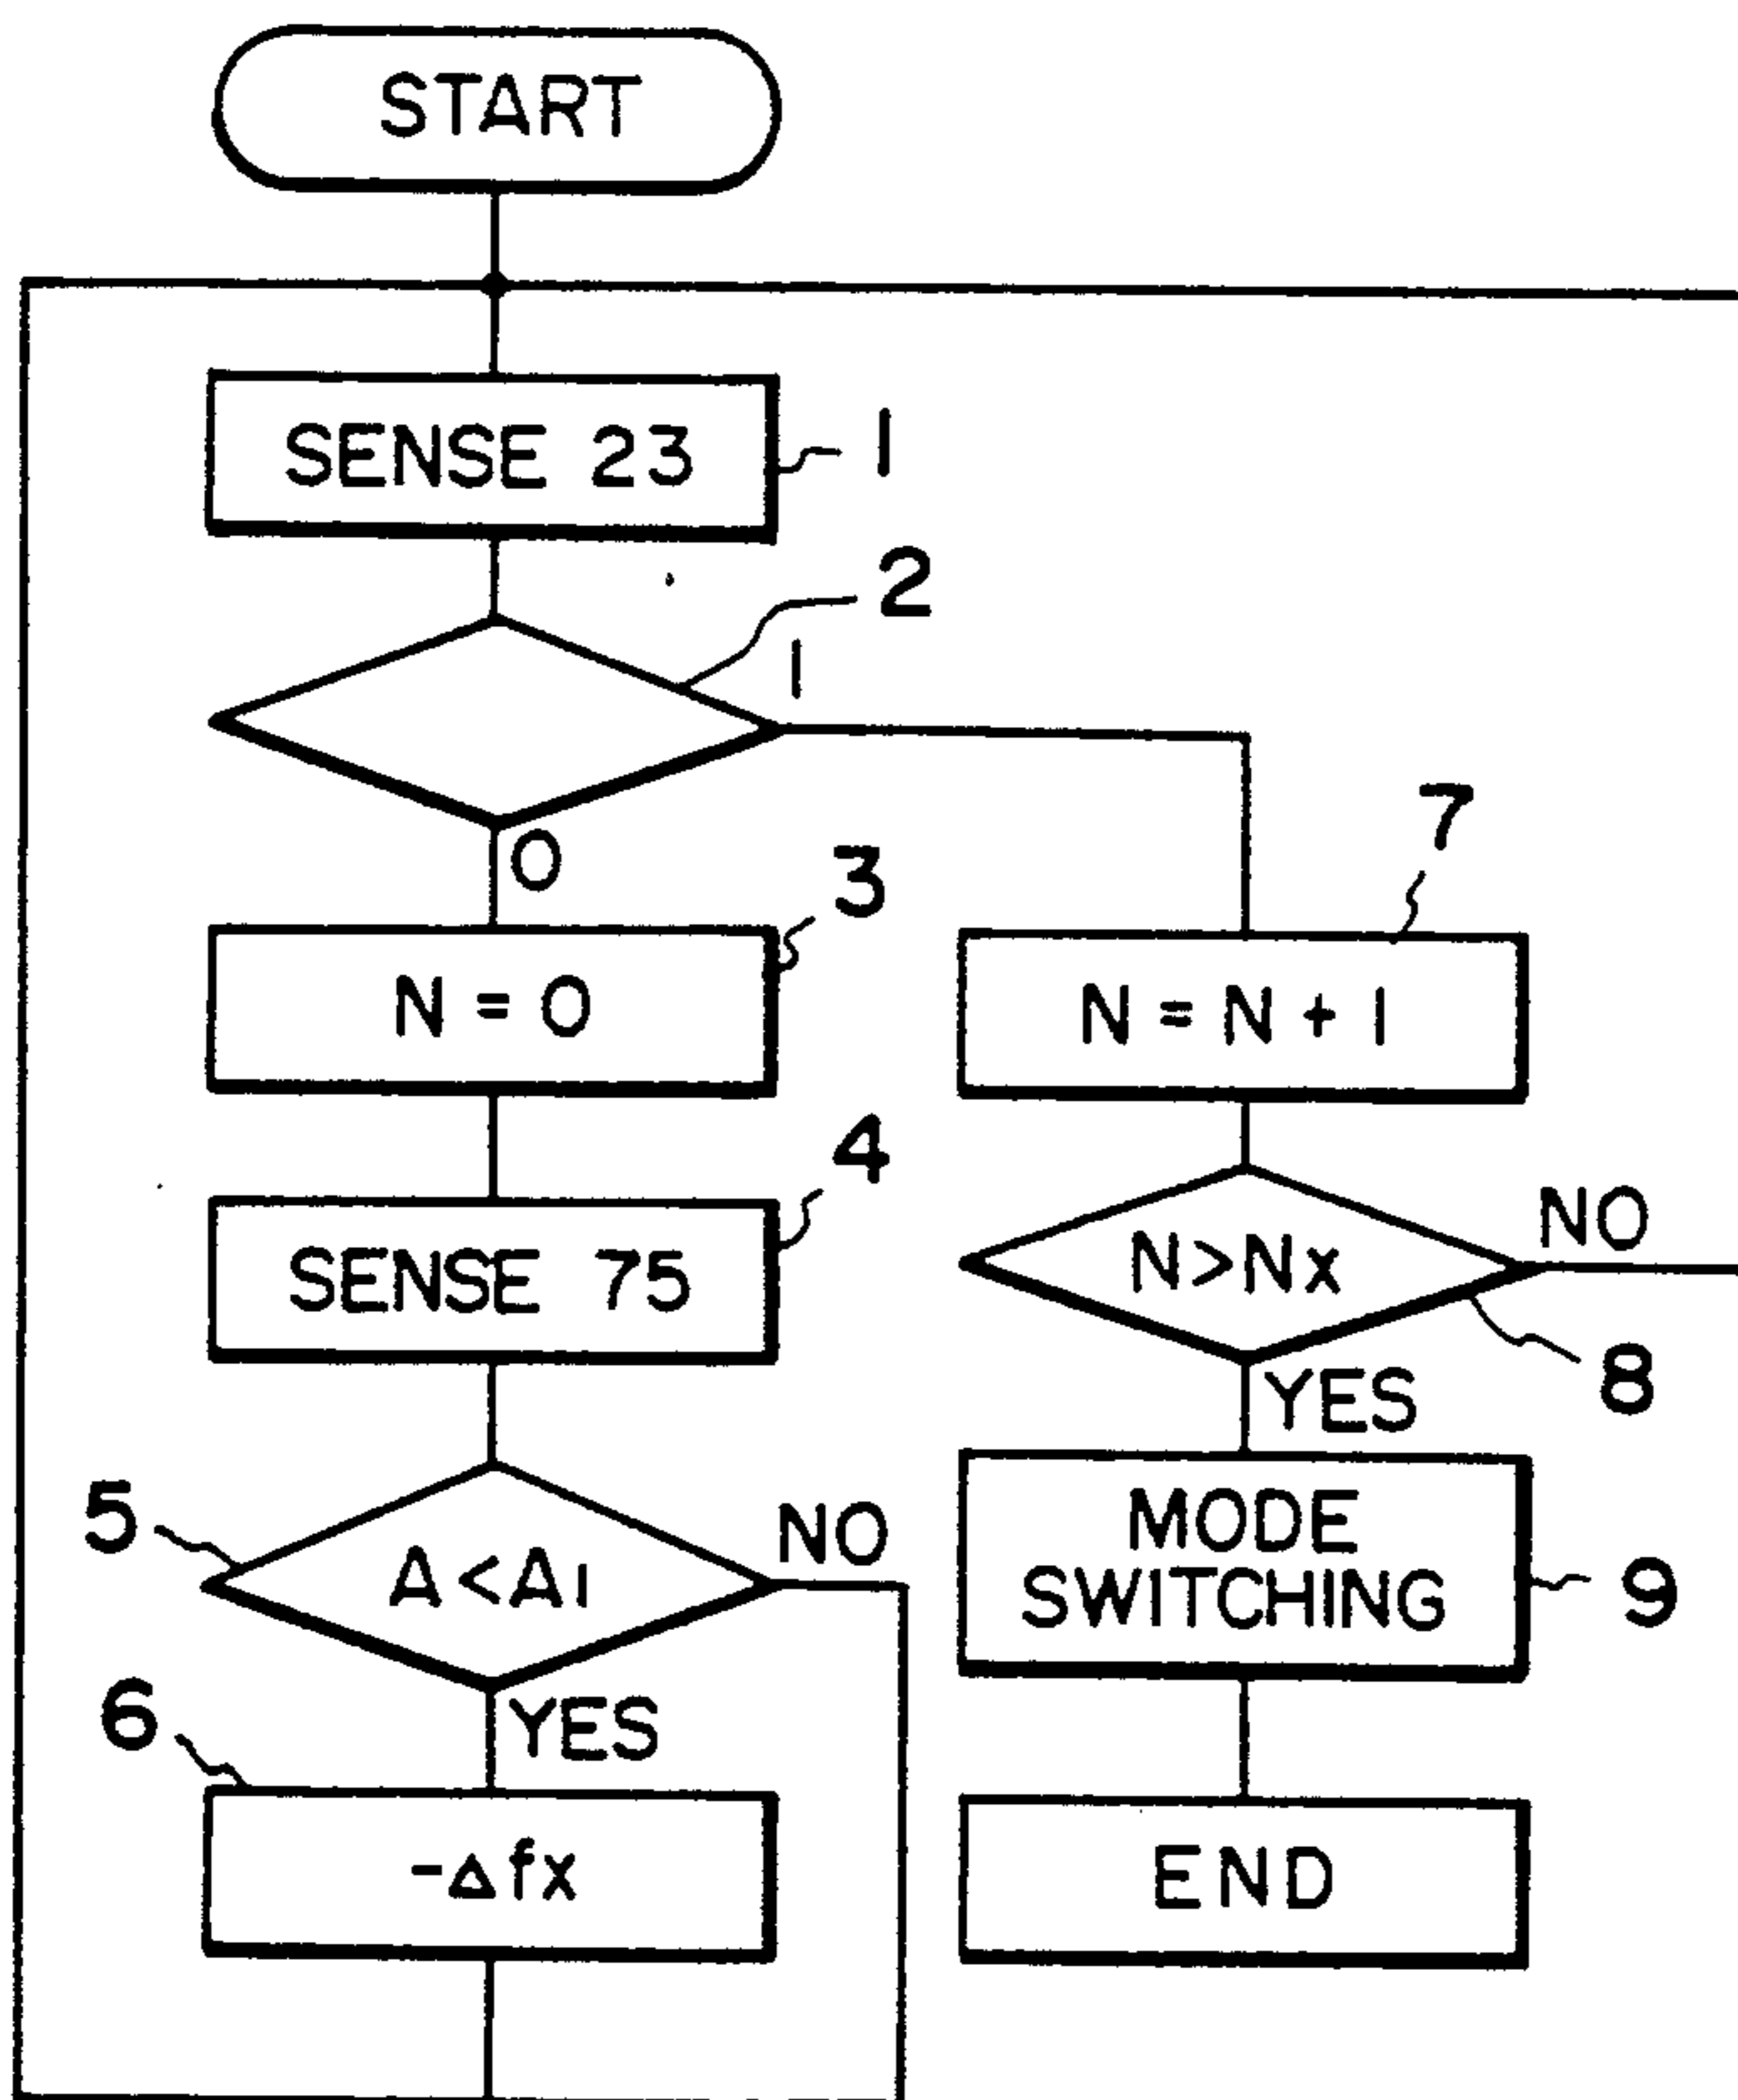 START
SENSE 23
1
2
1
0
3
N = 0
7
N = N + 1
4
SENSE 75
N > Nx
NO
8
YES
5
A < A1
NO
MODE
SWITCHING
9
6
YES
-Δfx
END